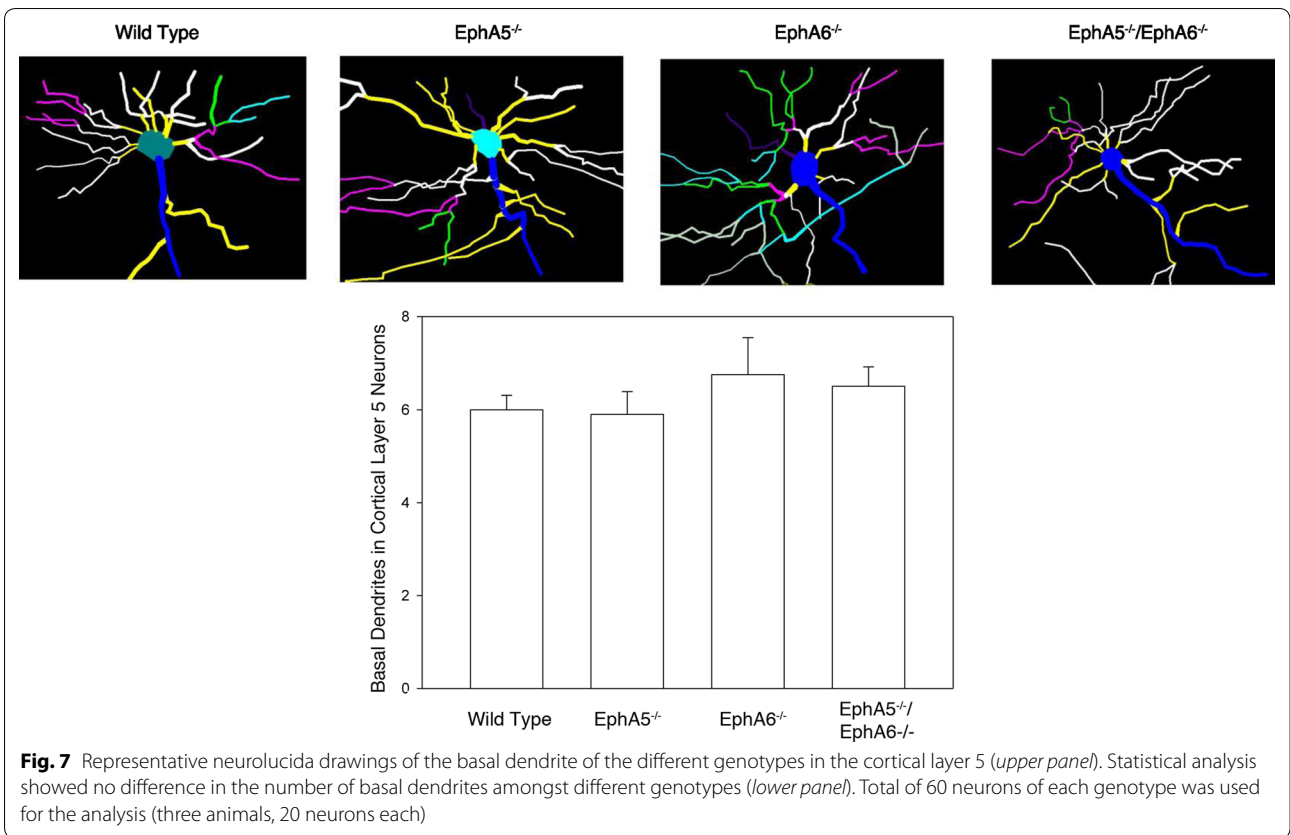 Wild Type EphA5-/- EphA6-/- EphA5-/-/EphA6-/-
8
6
4
2
0
Basal Dendrites in Cortical Layer 5 Neurons
Wild Type EphA5-/- EphA6-/- EphA5-/-/
EphA6-/-
Fig. 7 Representative neurolucida drawings of the basal dendrite of the different genotypes in the cortical layer 5 (upper panel). Statistical analysis
showed no difference in the number of basal dendrites amongst different genotypes (lower panel). Total of 60 neurons of each genotype was used
for the analysis (three animals, 20 neurons each)